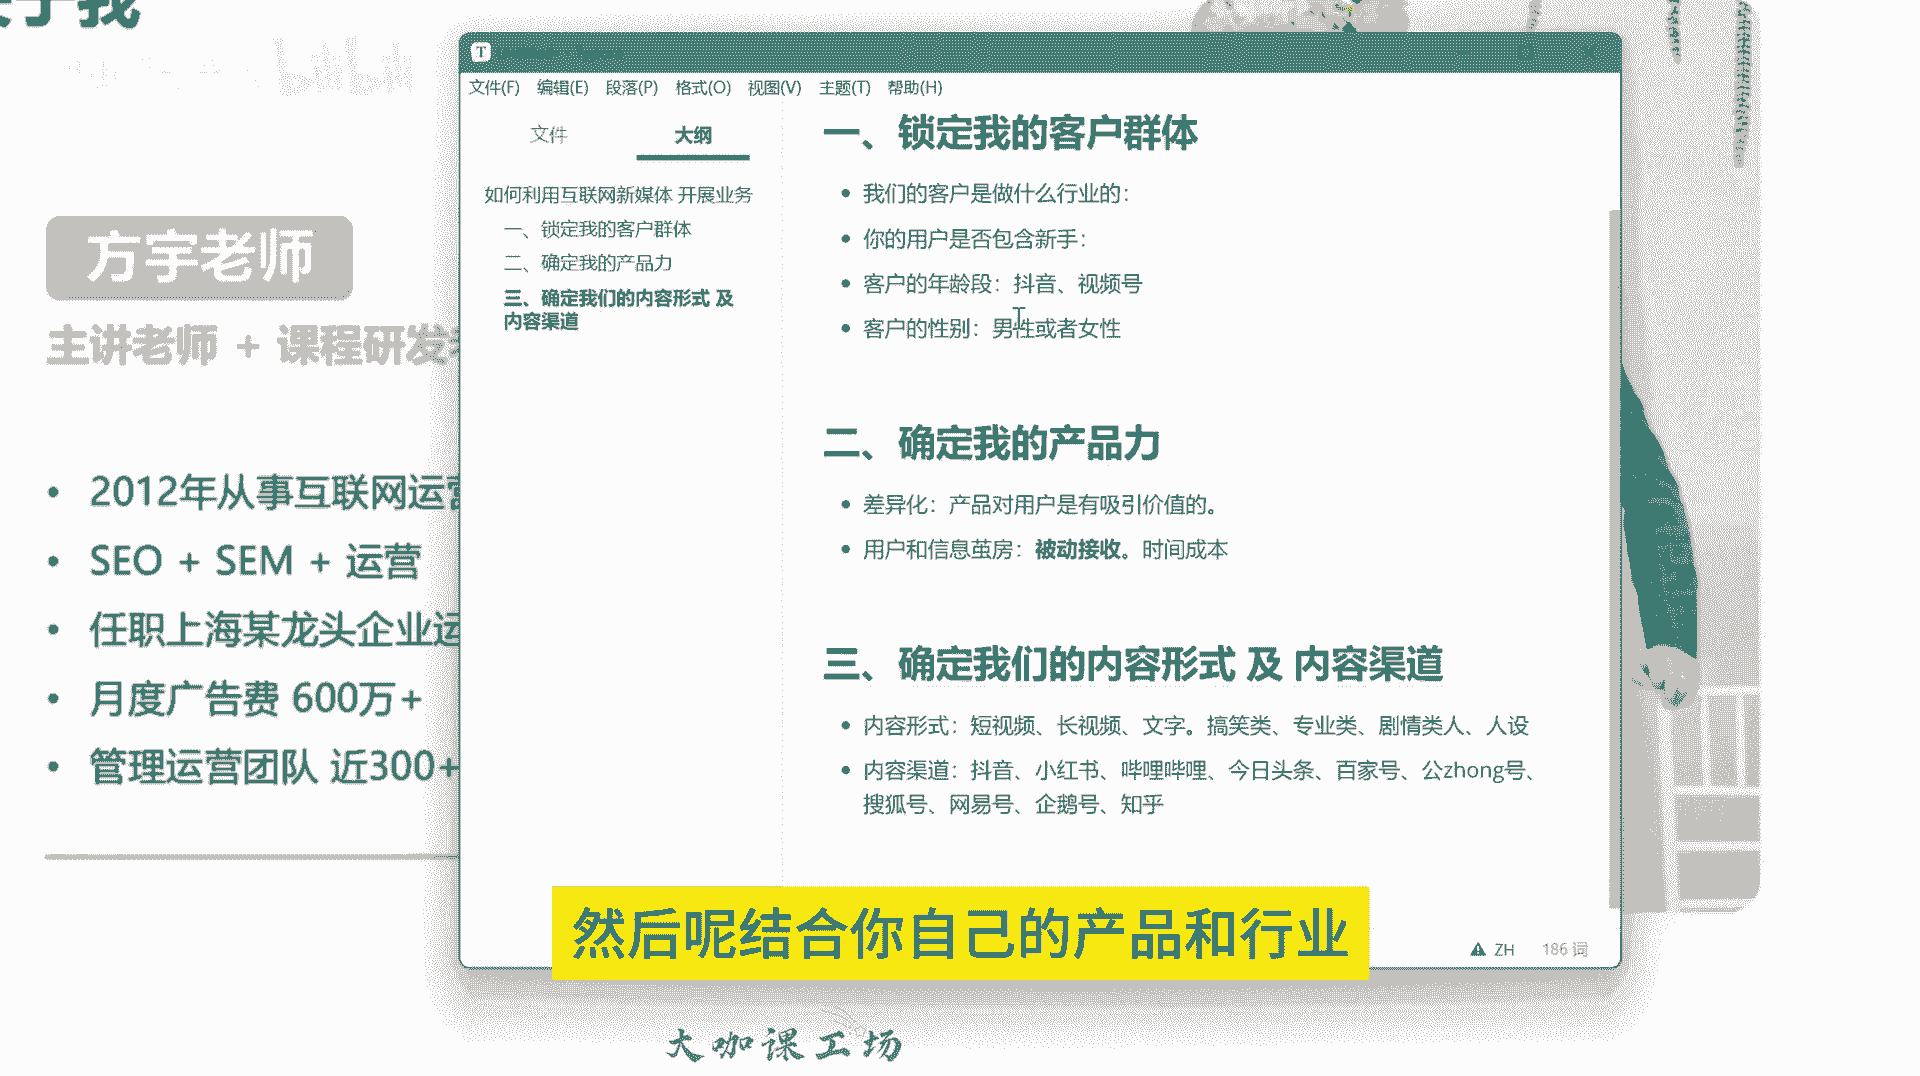 于我
bilibili
方宇老师
主讲老师 + 课程研发
• 2012年从事互联网运营
• SEO + SEM + 运营
• 任职上海某龙头企业运
• 月度广告费 600万+
• 管理运营团队 近300+
T
文件(F) 编辑(E) 段落(P) 格式(O) 视图(V) 主题(T) 帮助(H)
文件 大纲
如何利用互联网新媒体 开展业务
一、锁定我的客户群体
二、确定我的产品力
三、确定我们的内容形式 及
内容渠道
一、锁定我的客户群体
• 我们的客户是做什么行业的：
• 你的用户是否包含新手：
• 客户的年龄段：抖音、视频号
• 客户的性别：男性或者女性
二、确定我的产品力
• 差异化：产品对用户是有吸引价值的。
• 用户和信息茧房：被动接收。时间成本
三、确定我们的内容形式 及 内容渠道
• 内容形式：短视频、长视频、文字。搞笑类、专业类、剧情类人、人设
• 内容渠道：抖音、小红书、哔哩哔哩、今日头条、百家号、公zhong号、
搜狐号、网易号、企鹅号、知乎
然后呢结合你自己的产品和行业
ZH 186 词
大咖课工场